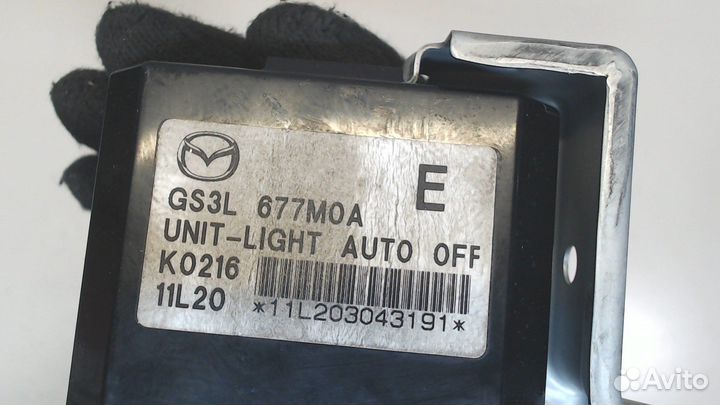 E
GS3L 677M0A
UNIT-LIGHT AUTO OFF
K0216
11L20 *11L203043191*
Avito